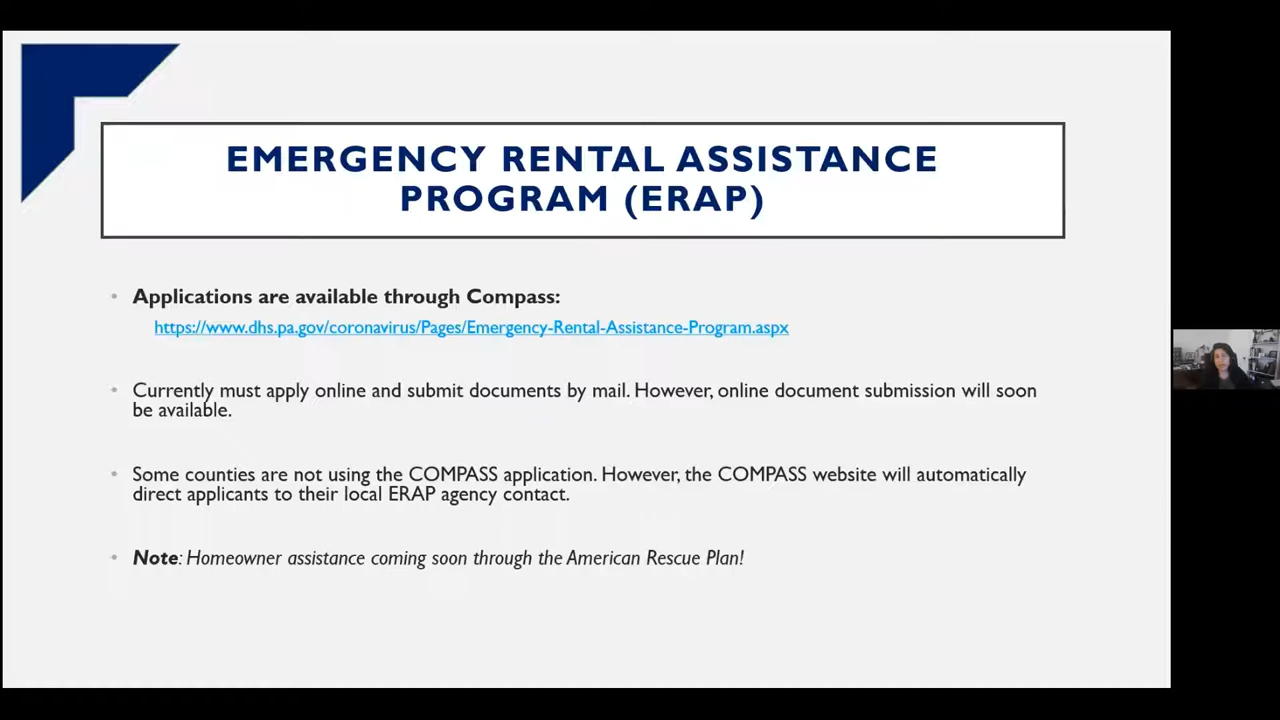 EMERGENCY RENTAL ASSISTANCE
PROGRAM (ERAP)
• Applications are available through Compass:
https://www.dhs.pa.gov/coronavirus/Pages/Emergency-Rental-Assistance-Program.aspx
• Currently must apply online and submit documents by mail. However, online document submission will soon
be available.
• Some counties are not using the COMPASS application. However, the COMPASS website will automatically
direct applicants to their local ERAP agency contact.
• Note: Homeowner assistance coming soon through the American Rescue Plan!